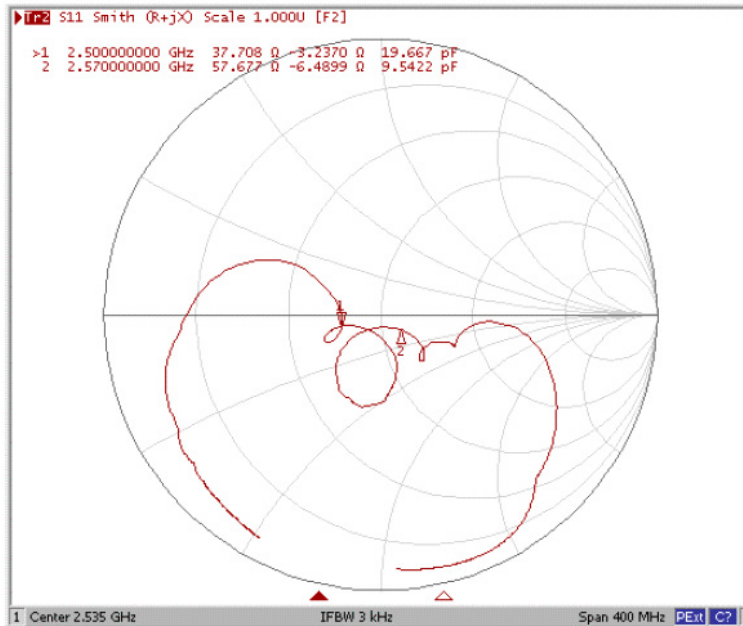 Tr2 S11 Smith (R+jX) Scale 1.000U [F2]
>1 2.500000000 GHz 37.708 Ω -3.2370 Ω 19.667 pF
2 2.570000000 GHz 57.677 Ω -6.4899 Ω 9.5422 pF
1
2
1 Center 2.535 GHz IFBW 3 kHz Span 400 MHz PExt C?